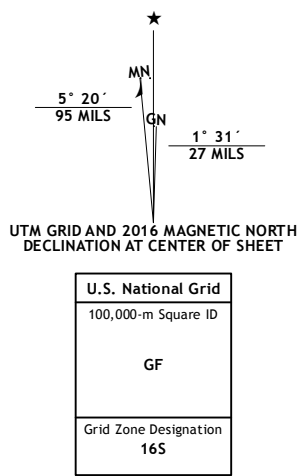 MN
5° 20´
95 MILS
GN
1° 31´
27 MILS
UTM GRID AND 2016 MAGNETIC NORTH
DECLINATION AT CENTER OF SHEET
U.S. National Grid
100,000-m Square ID
GF
Grid Zone Designation
16S